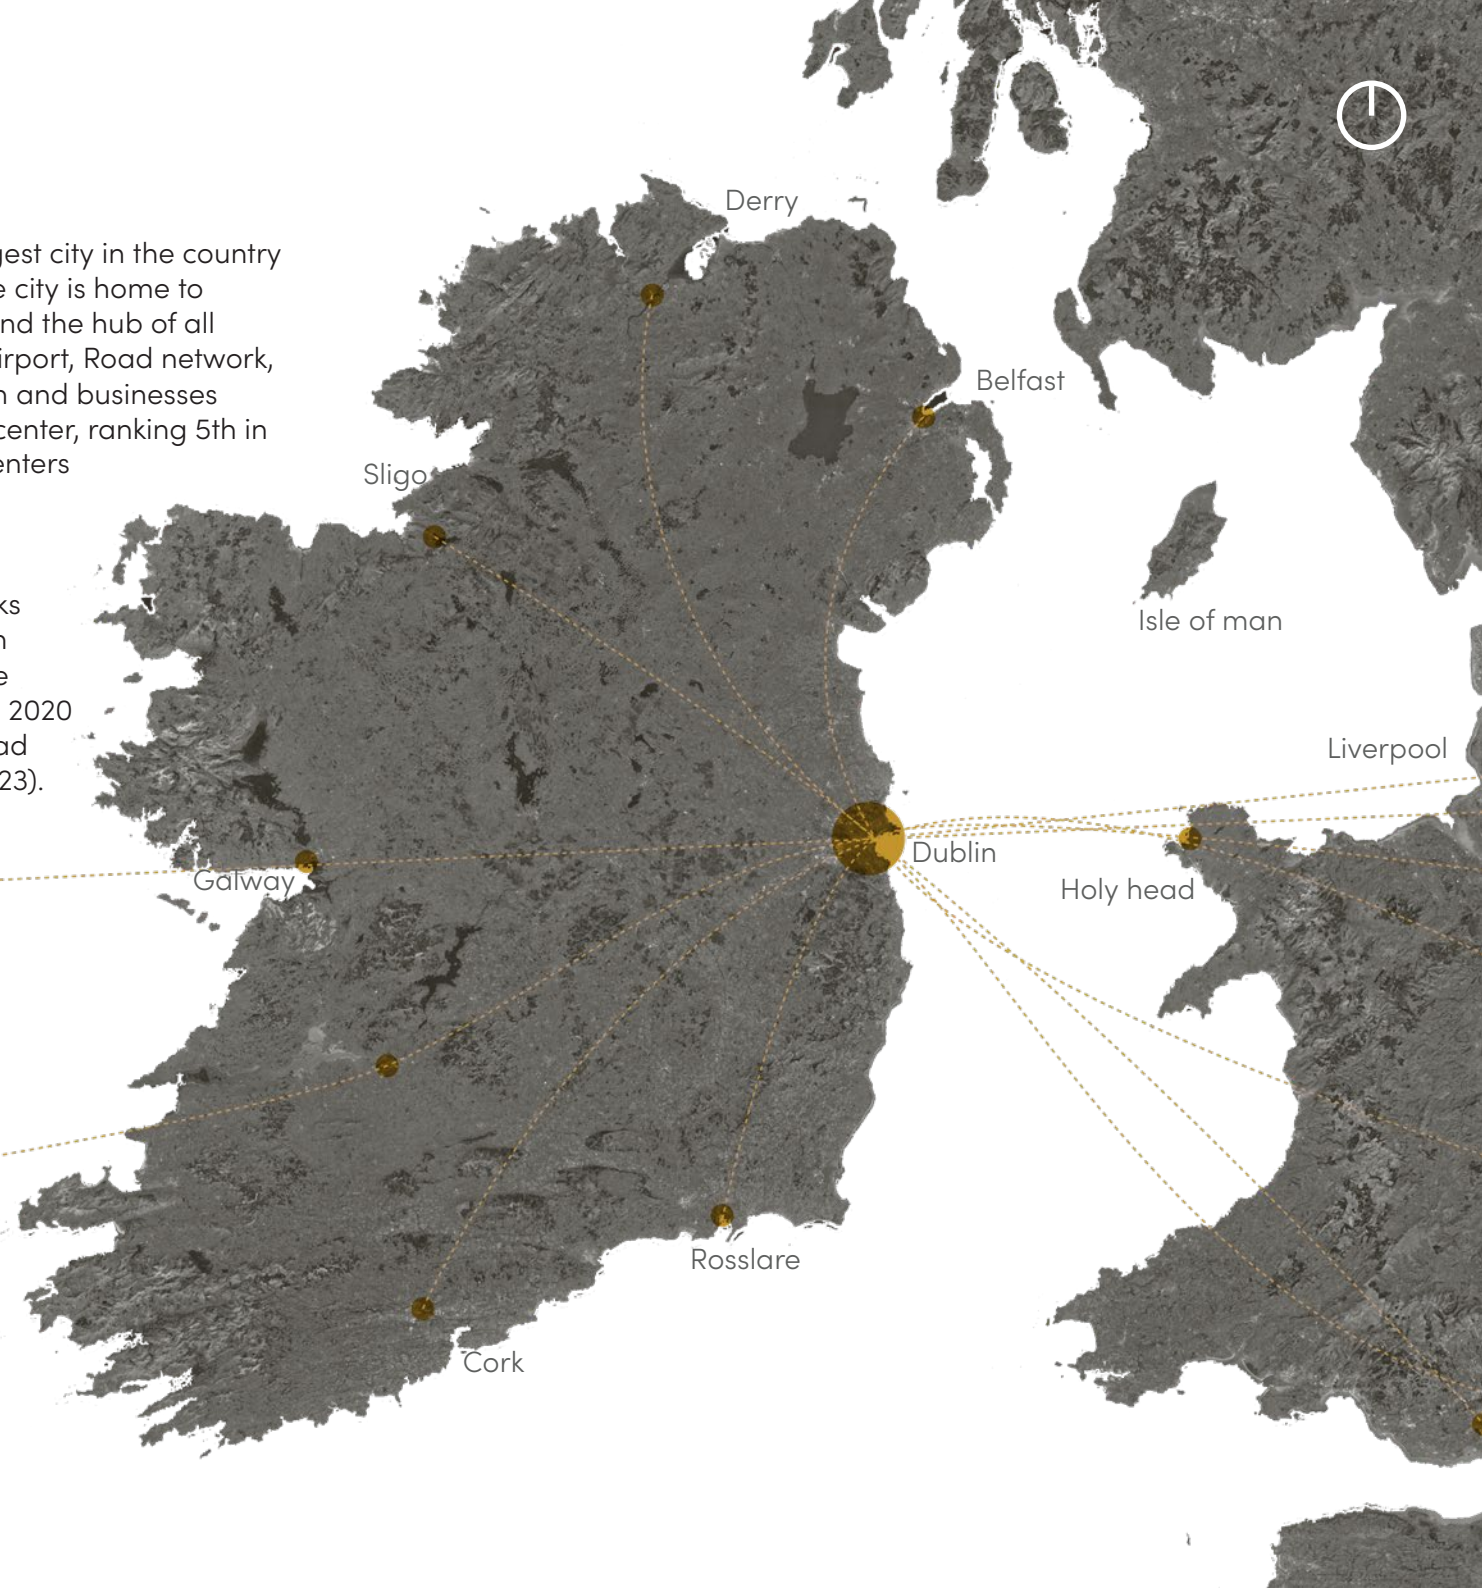 Derry
gest city in the country
e city is home to
nd the hub of all
irport, Road network,
n and businesses
center, ranking 5th in
enters
Belfast
Sligo
ks
n
e
2020
ad
23).
Isle of man
Liverpool
Dublin
Galway
Holy head
Rosslare
Cork